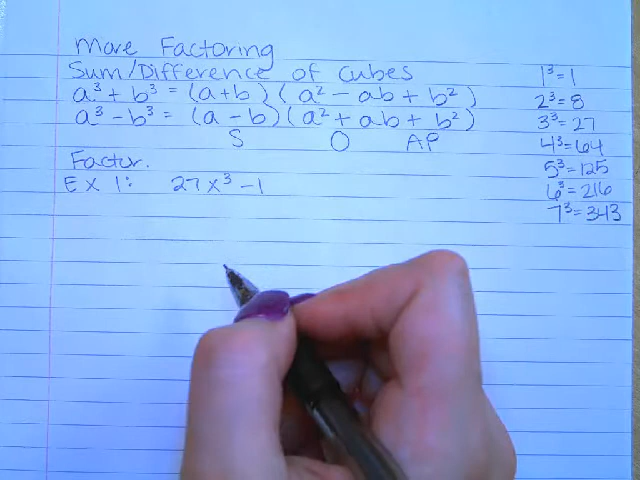 More Factoring
Sum/Difference of Cubes
a³ + b³ = (a+b)(a² - ab + b²)
a³ - b³ = (a - b)(a² + ab + b²)
S O AP
Factor.
Ex 1: 27x³ - 1
1³=1
2³=8
3³=27
4³=64
5³=125
6³=216
7³=343